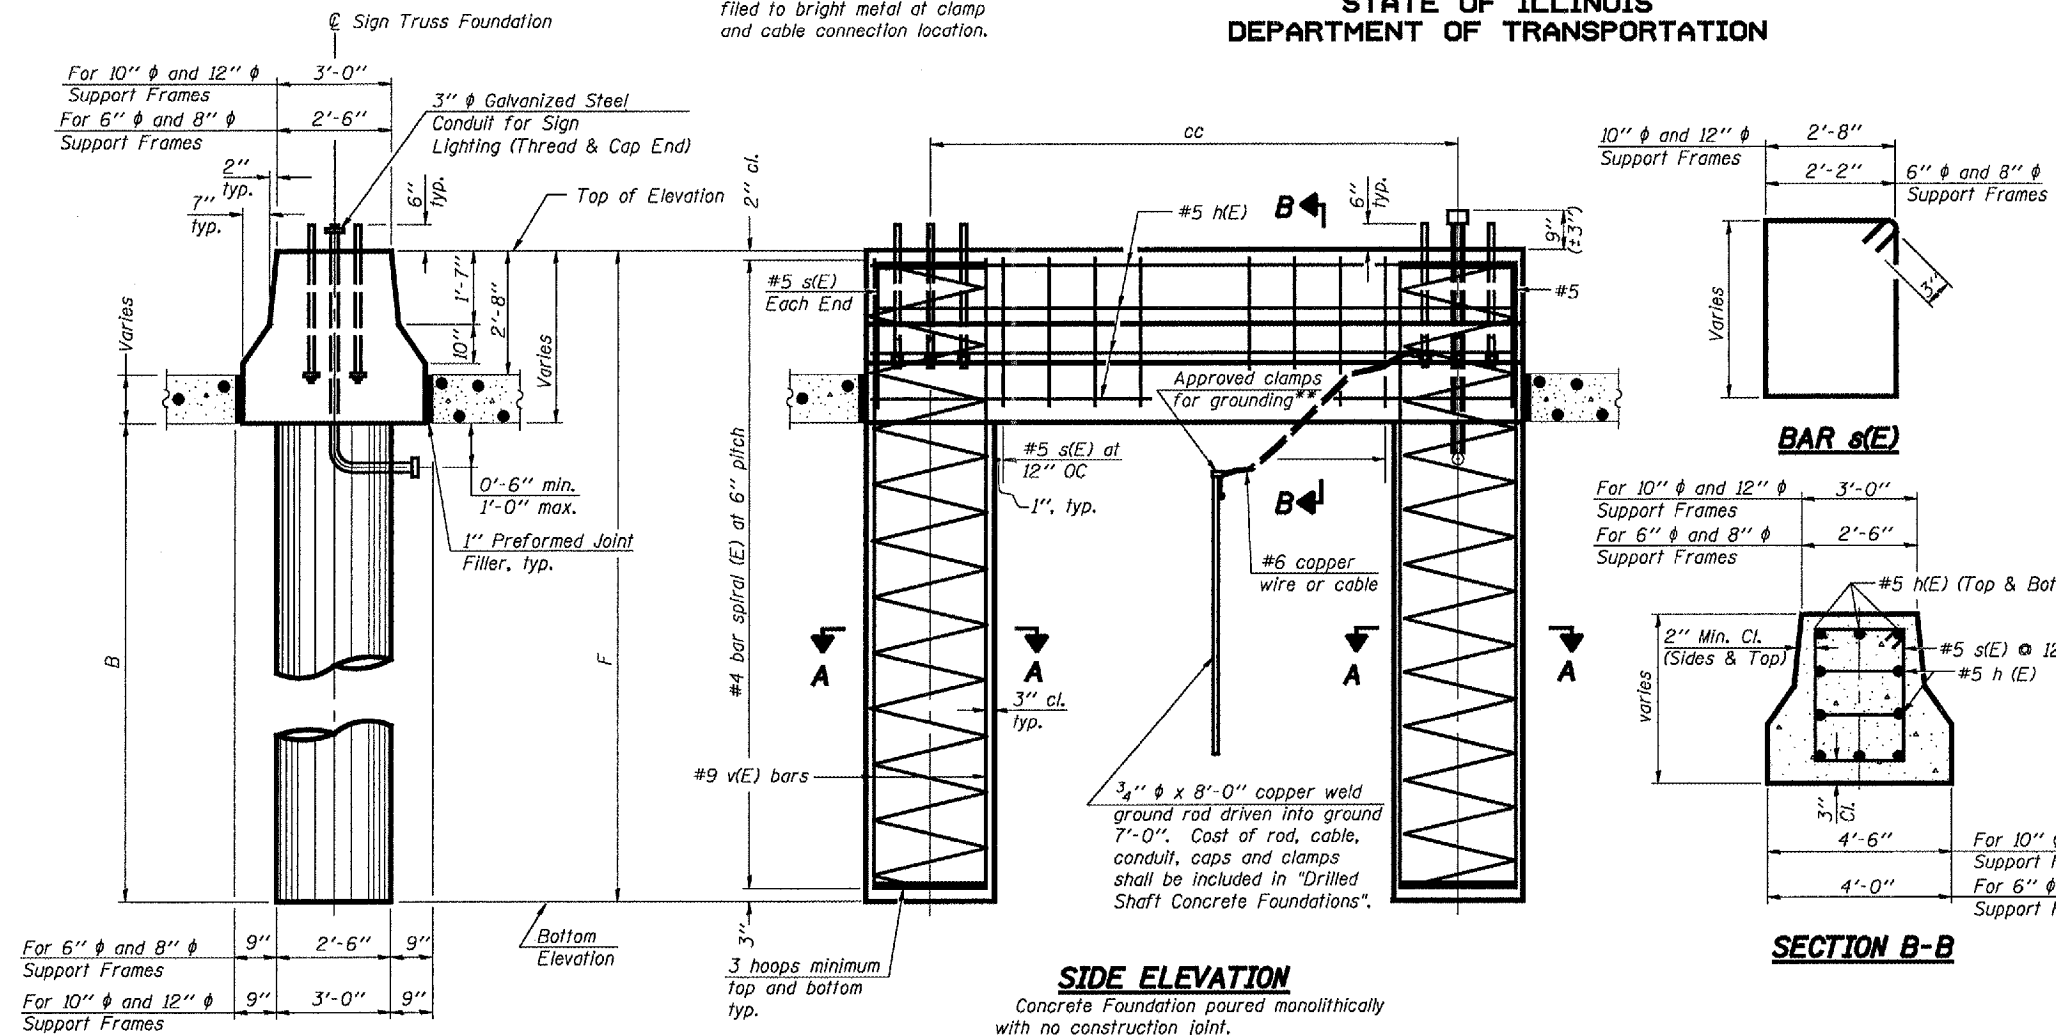 ℄ Sign Truss Foundation
filed to bright metal at clamp
and cable connection location.
STATE OF ILLINOIS
DEPARTMENT OF TRANSPORTATION
For 10" ϕ and 12" ϕ
Support Frames
3'-0"
For 6" ϕ and 8" ϕ
Support Frames
2'-6"
3" ϕ Galvanized Steel
Conduit for Sign
Lighting (Thread & Cap End)
2"
typ.
7"
typ.
6"
typ.
Top of Elevation
1'-7"
2'-8"
10"
Varies
Varies
0'-6" min.
1'-0" max.
1" Preformed Joint
Filler, typ.
B
F
Bottom
Elevation
For 6" ϕ and 8" ϕ
Support Frames
9"
2'-6"
9"
For 10" ϕ and 12" ϕ
Support Frames
9"
3'-0"
9"
2" cl.
cc
#5 h(E)
B
6"
typ.
9"
(±3")
#5 s(E)
Each End
#5
Approved clamps
for grounding**
#4 bar spiral (E) at 6" pitch
#5 s(E) at
12" OC
1", typ.
B
#6 copper
wire or cable
A
A
A
A
3" cl.
typ.
#9 v(E) bars
3/4" ϕ x 8'-0" copper weld
ground rod driven into ground
7'-0". Cost of rod, cable,
conduit, caps and clamps
shall be included in "Drilled
Shaft Concrete Foundations".
3"
3 hoops minimum
top and bottom
typ.
SIDE ELEVATION
Concrete Foundation poured monolithically
with no construction joint.
10" ϕ and 12" ϕ
Support Frames
2'-8"
2'-2"
6" ϕ and 8" ϕ
Support Frames
Varies
3"
BAR s(E)
For 10" ϕ and 12" ϕ
Support Frames
3'-0"
For 6" ϕ and 8" ϕ
Support Frames
2'-6"
#5 h(E) (Top & Bot
2" Min. Cl.
(Sides & Top)
#5 s(E) @ 12
#5 h (E)
varies
3"
Cl.
4'-6"
For 10" ϕ
Support
4'-0"
For 6" ϕ
Support
SECTION B-B